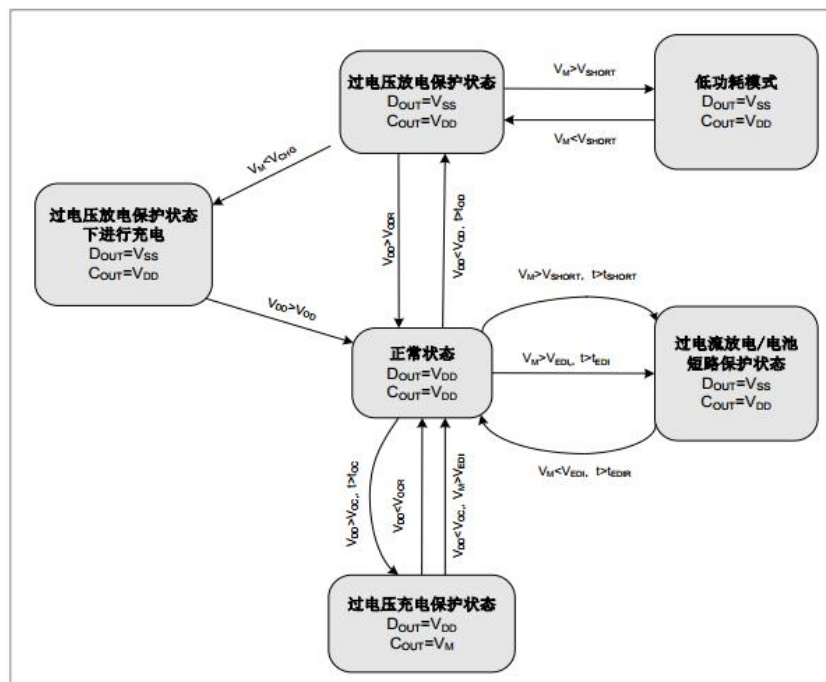 过电压放电保护状态
DOUT=VSS
COUT=VDD
VM>VSHORT
VM<VSHORT
低功耗模式
DOUT=VSS
COUT=VDD
VM<VCHG
过电压放电保护状态
下进行充电
DOUT=VSS
COUT=VDD
VDD>VODR
VDD<VOD, t>tOD
VDD>VOD
VM>VSHORT, t>tSHORT
正常状态
DOUT=VDD
COUT=VDD
VM>VEDI, t>tEDI
过电流放电/电池
短路保护状态
DOUT=VSS
COUT=VDD
VM<VEDI, t>tEDIR
VDD>VOC, t>tOC
VDD<VOCR
VDD<VOC, VM>VEDI
过电压充电保护状态
DOUT=VDD
COUT=VM